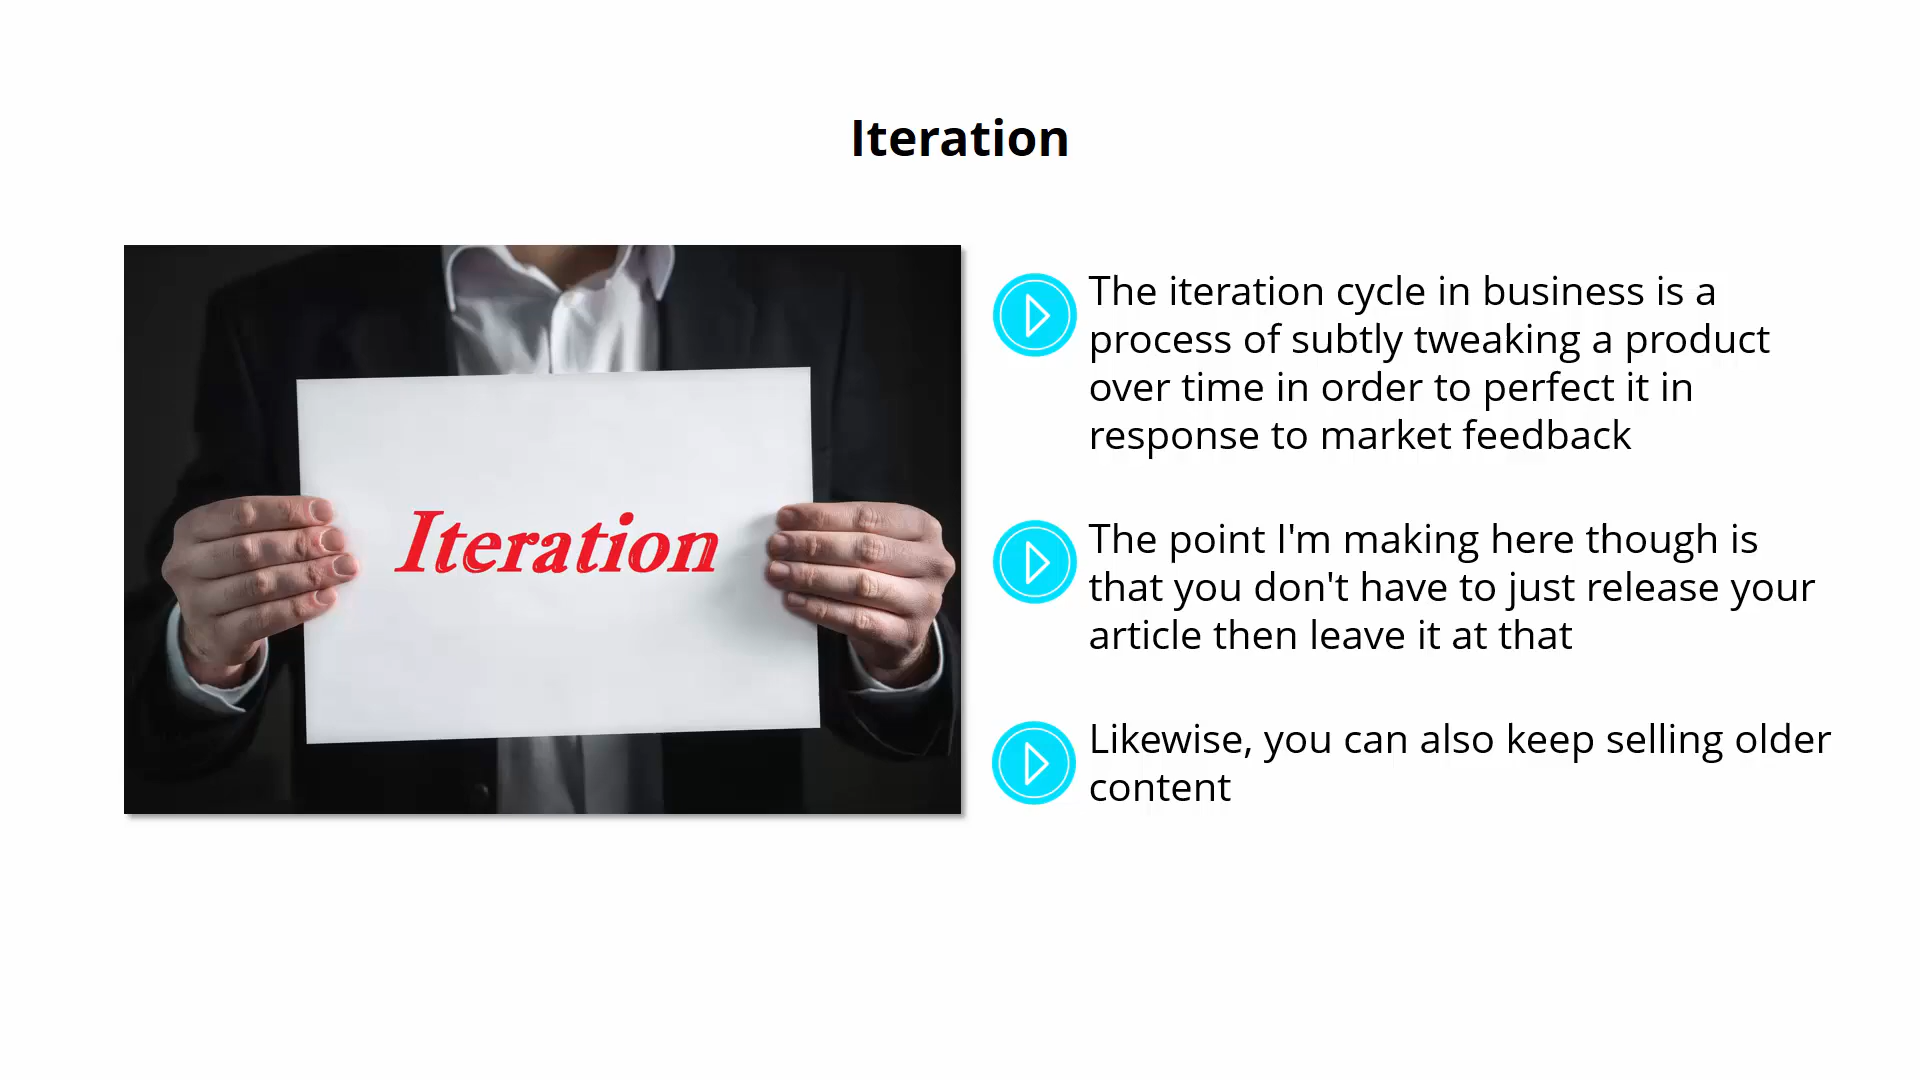 Iteration
Iteration
The iteration cycle in business is a
process of subtly tweaking a product
over time in order to perfect it in
response to market feedback
The point I'm making here though is
that you don't have to just release your
article then leave it at that
Likewise, you can also keep selling older
content